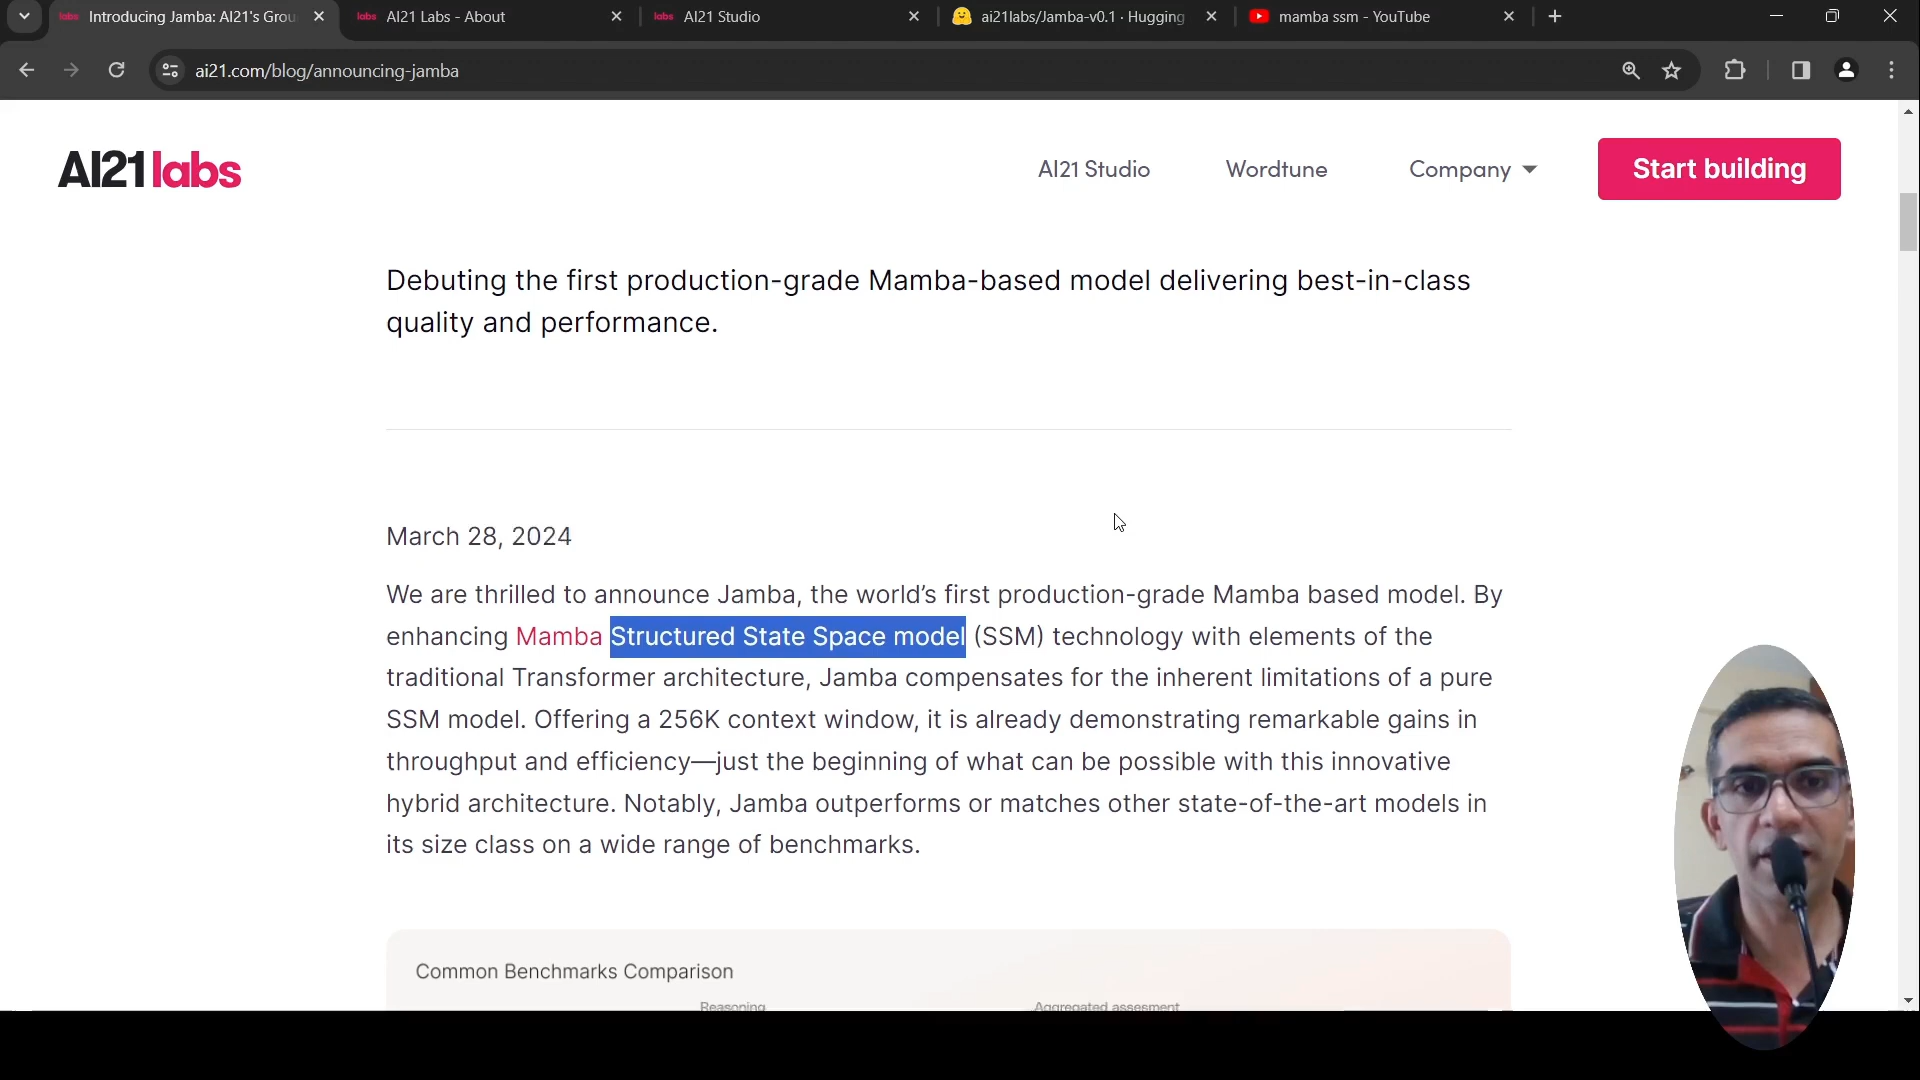 Introducing Jamba: AI21's Grou
labs AI21 Labs - About
labs AI21 Studio
ai21labs/Jamba-v0.1 · Hugging
mamba ssm - YouTube
ai21.com/blog/announcing-jamba
AI21labs
AI21 Studio
Wordtune
Company
Start building
Debuting the first production-grade Mamba-based model delivering best-in-class
quality and performance.
March 28, 2024
We are thrilled to announce Jamba, the world’s first production-grade Mamba based model. By
enhancing Mamba Structured State Space model (SSM) technology with elements of the
traditional Transformer architecture, Jamba compensates for the inherent limitations of a pure
SSM model. Offering a 256K context window, it is already demonstrating remarkable gains in
throughput and efficiency—just the beginning of what can be possible with this innovative
hybrid architecture. Notably, Jamba outperforms or matches other state-of-the-art models in
its size class on a wide range of benchmarks.
Common Benchmarks Comparison
Reasoning
Aggregated assesment